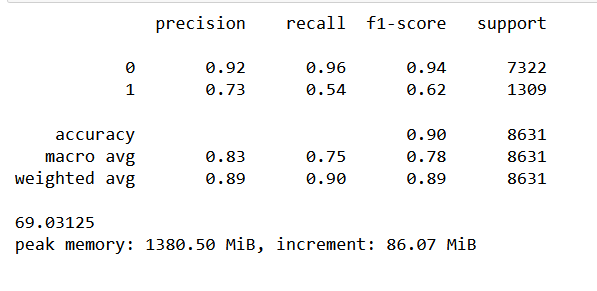 precision recall f1-score support
0 0.92 0.96 0.94 7322
1 0.73 0.54 0.62 1309
accuracy 0.90 8631
macro avg 0.83 0.75 0.78 8631
weighted avg 0.89 0.90 0.89 8631
69.03125
peak memory: 1380.50 MiB, increment: 86.07 MiB